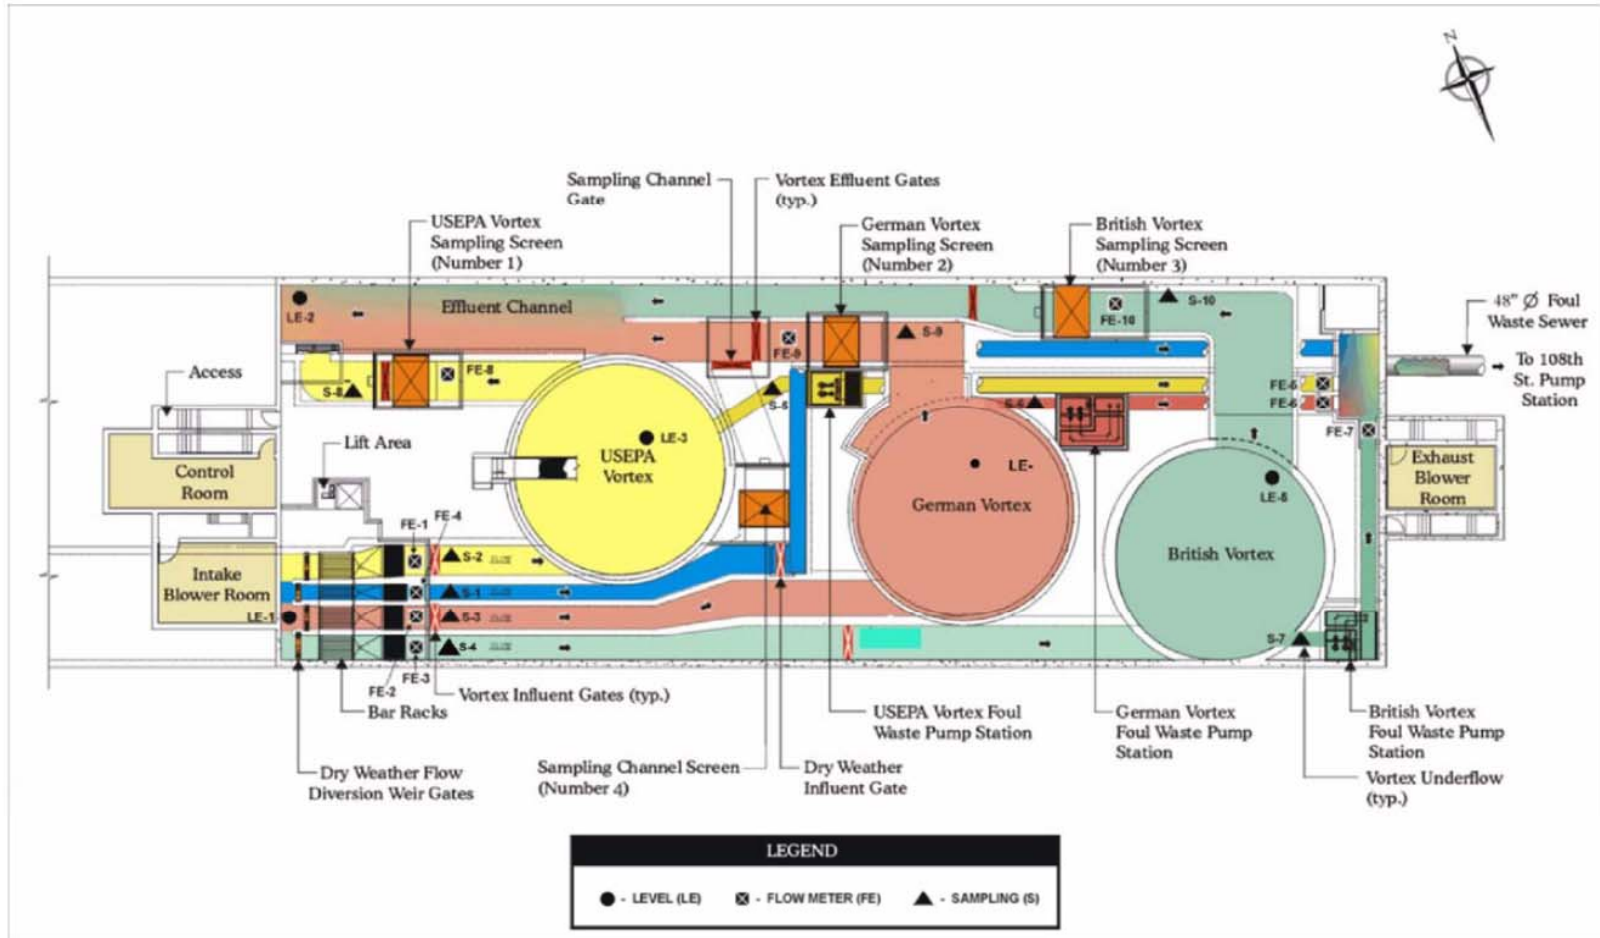 N
Sampling Channel
Gate
Vortex Effluent Gates
(typ.)
USEPA Vortex
Sampling Screen
(Number 1)
German Vortex
Sampling Screen
(Number 2)
British Vortex
Sampling Screen
(Number 3)
48" Ø Foul
Waste Sewer
To 108th
St. Pump
Station
LE-2
Effluent Channel
S-10
FE-10
FE-9
S-9
FE-8
S-8
S-5
S-6
FE-5
FE-6
FE-7
Access
Lift Area
Control
Room
LE-3
USEPA
Vortex
LE-
German Vortex
LE-5
British Vortex
Exhaust
Blower
Room
FE-1
FE-4
S-2
S-1
S-3
S-4
Intake
Blower Room
LE-1
S-7
FE-2
FE-3
Vortex Influent Gates (typ.)
Bar Racks
USEPA Vortex Foul
Waste Pump Station
German Vortex
Foul Waste Pump
Station
British Vortex
Foul Waste Pump
Station
Dry Weather Flow
Diversion Weir Gates
Sampling Channel Screen
(Number 4)
Dry Weather
Influent Gate
Vortex Underflow
(typ.)
LEGEND
- LEVEL (LE)
- FLOW METER (FE)
- SAMPLING (S)